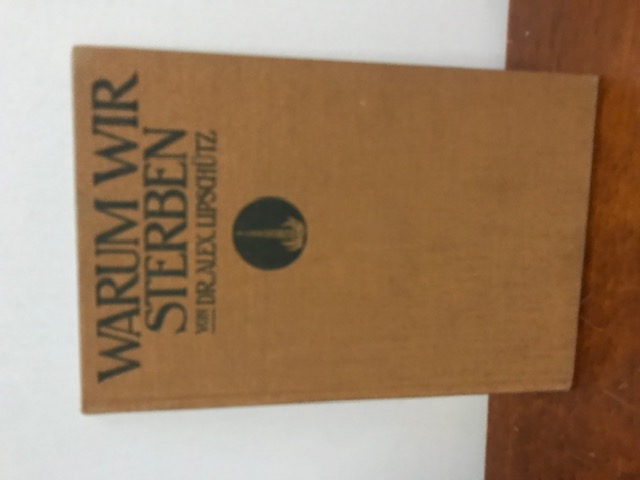 WARUM WIR
STERBEN
VON DR.ALEX.LIPSCHÜTZ